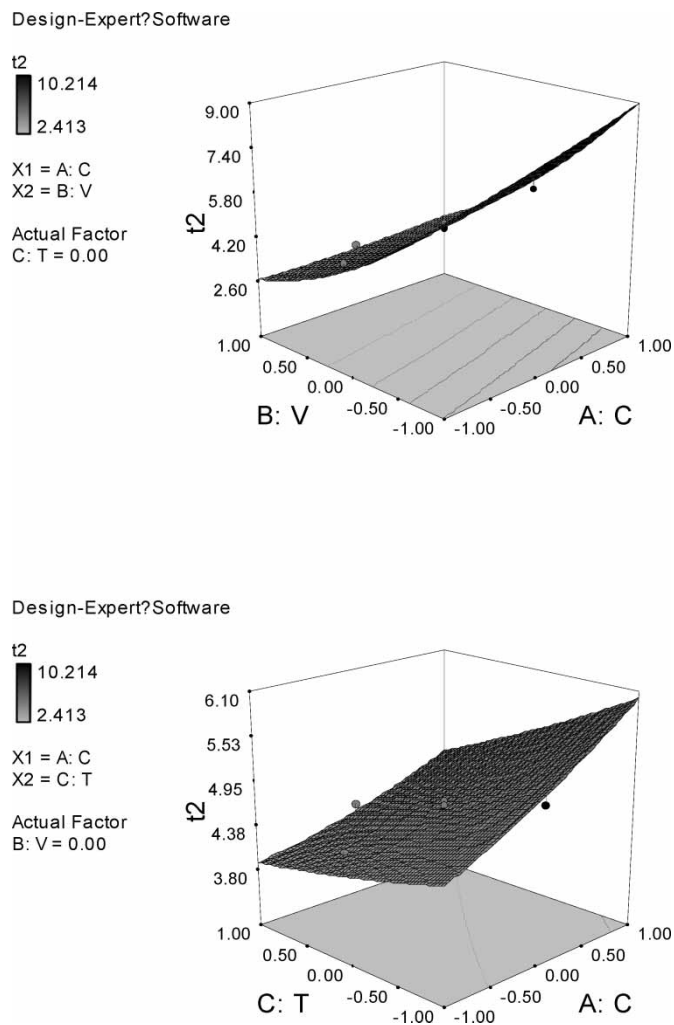 Design-Expert?Software
t2
10.214
2.413
X1 = A: C
X2 = B: V
Actual Factor
C: T = 0.00
9.00
7.40
5.80
4.20
2.60
t2
1.00
0.50
0.00
-0.50
-1.00
B: V
-1.00
-0.50
0.00
0.50
1.00
A: C
Design-Expert?Software
t2
10.214
2.413
X1 = A: C
X2 = C: T
Actual Factor
B: V = 0.00
6.10
5.53
4.95
4.38
3.80
t2
1.00
0.50
0.00
-0.50
-1.00
C: T
-1.00
-0.50
0.00
0.50
1.00
A: C